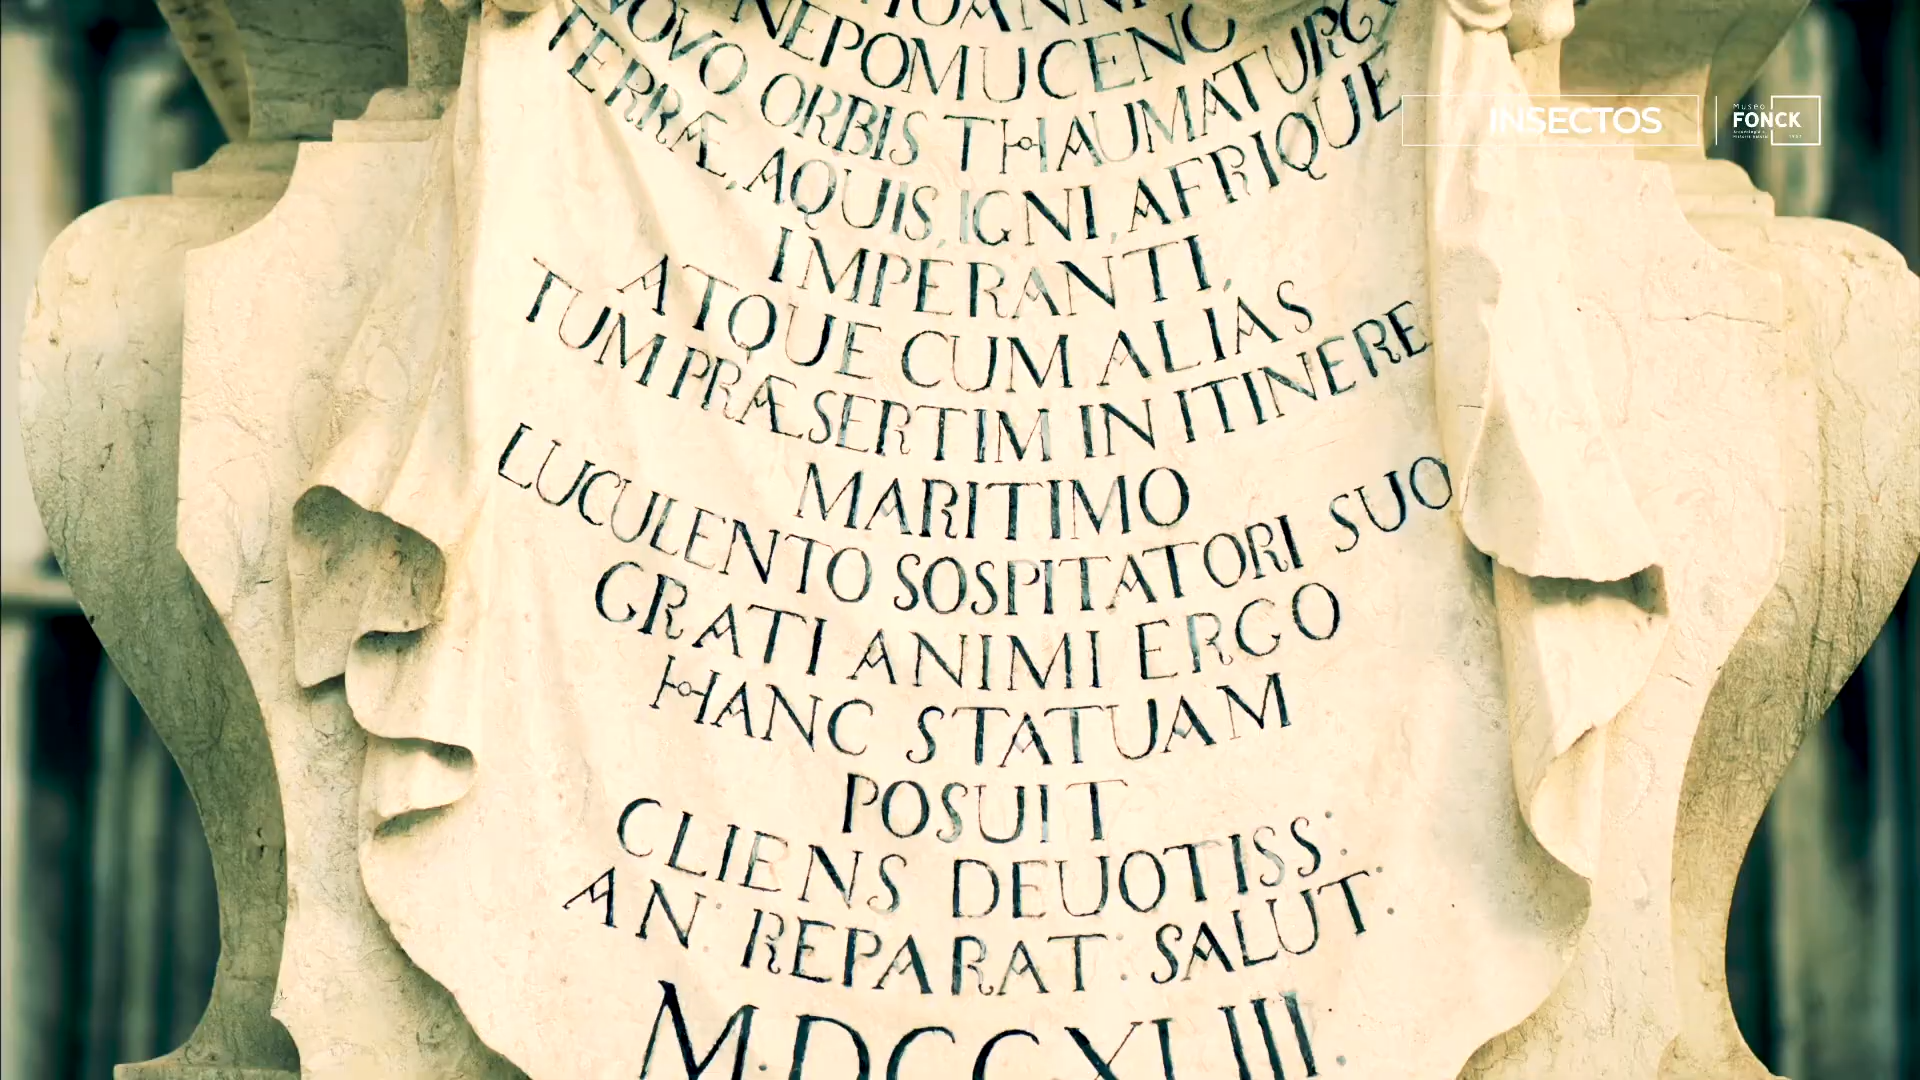 NEPOMUCENO
NOVO ORBIS THAUMATURGO
TERRÆ, AQUIS, IGNI, AFRIQUE
IMPERANTI,
ATQUE CUM ALIAS
TUM PRÆSERTIM IN ITINERE
MARITIMO
LUCULENTO SOSPITATORI SUO
GRATI ANIMI ERGO
HANC STATUAM
POSUIT
CLIENS DEUOTISS:
AN: REPARAT: SALUT:
M·DCCXLIII.
INSECTOS
Museo
FONCK